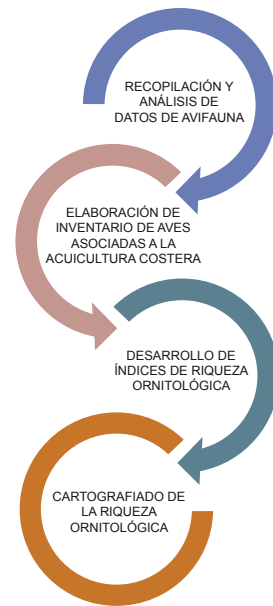 RECOPILACIÓN Y
ANÁLISIS DE
DATOS DE AVIFAUNA
ELABORACIÓN DE
INVENTARIO DE AVES
ASOCIADAS A LA
ACUICULTURA COSTERA
DESARROLLO DE
ÍNDICES DE RIQUEZA
ORNITOLÓGICA
CARTOGRAFIADO DE
LA RIQUEZA
ORNITOLÓGICA